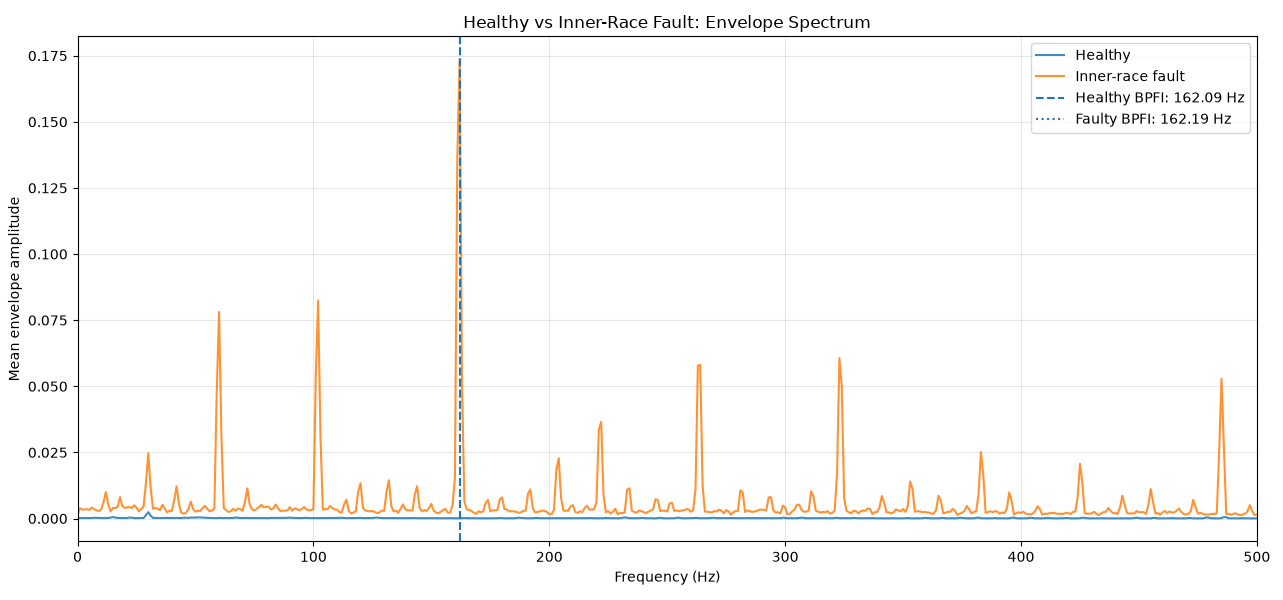 Healthy vs Inner-Race Fault: Envelope Spectrum
Healthy
Inner-race fault
Healthy BPFI: 162.09 Hz
Faulty BPFI: 162.19 Hz
Mean envelope amplitude
0.175
0.150
0.125
0.100
0.075
0.050
0.025
0.000
0 100 200 300 400 500
Frequency (Hz)